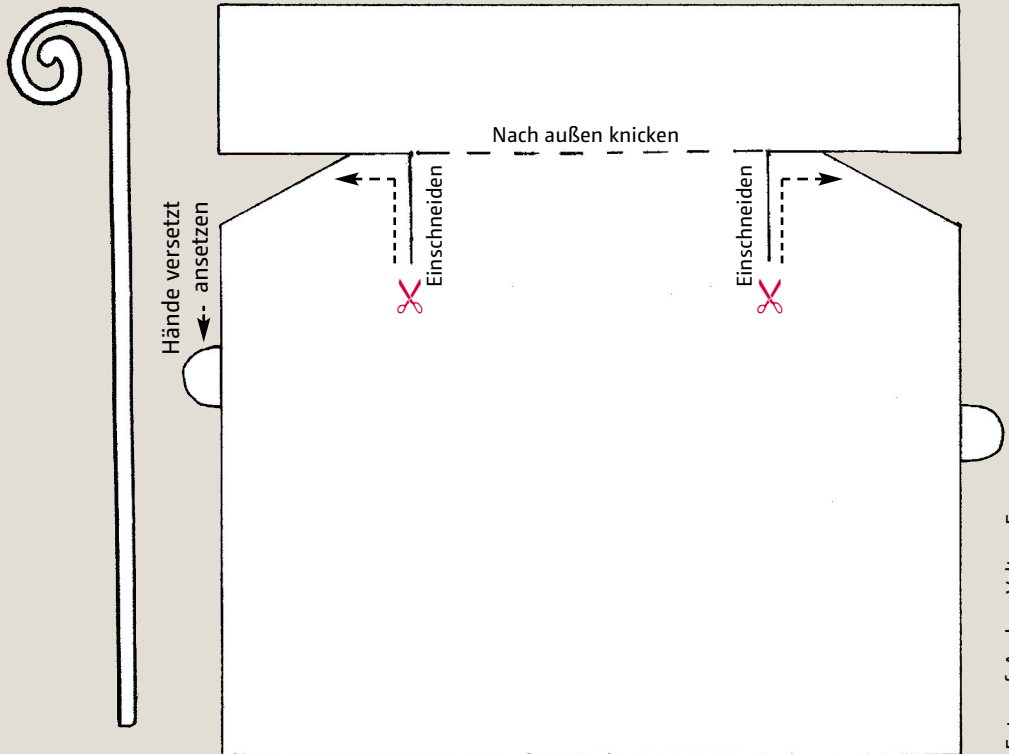 Nach außen knicken
Hände versetzt
ansetzen
Einschneiden
Einschneiden